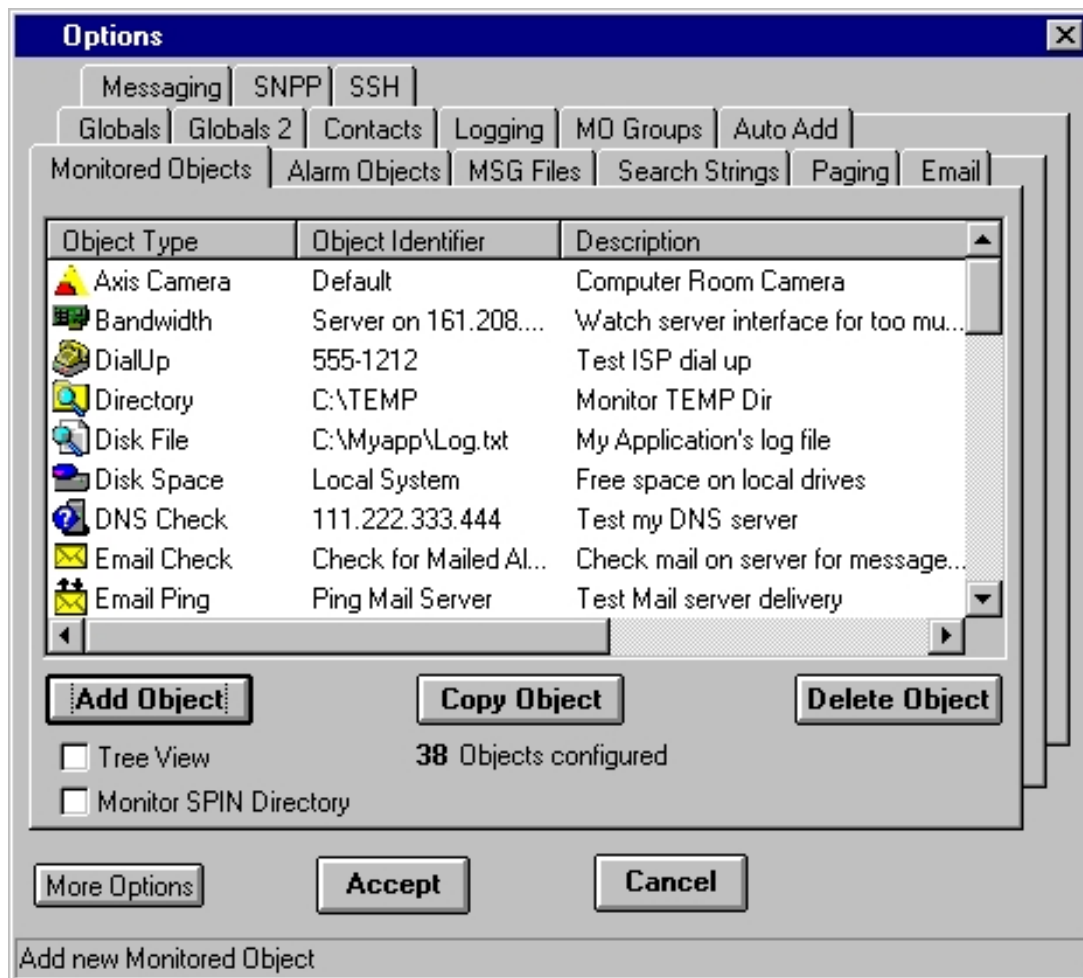 Options
Messaging SNPP SSH
Globals Globals 2 Contacts Logging MO Groups Auto Add
Monitored Objects Alarm Objects MSG Files Search Strings Paging Email
Object Type Object Identifier Description
Axis Camera Default Computer Room Camera
Bandwidth Server on 161.208.... Watch server interface for too mu...
DialUp 555-1212 Test ISP dial up
Directory C:\TEMP Monitor TEMP Dir
Disk File C:\Myapp\Log.txt My Application's log file
Disk Space Local System Free space on local drives
DNS Check 111.222.333.444 Test my DNS server
Email Check Check for Mailed Al... Check mail on server for message...
Email Ping Ping Mail Server Test Mail server delivery
Add Object Copy Object Delete Object
Tree View 38 Objects configured
Monitor SPIN Directory
More Options Accept Cancel
Add new Monitored Object